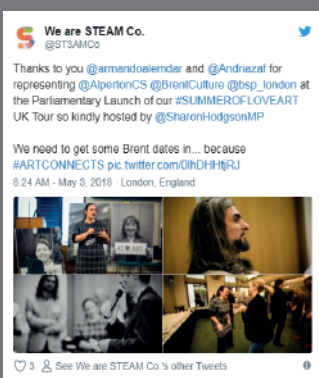 We are STEAM Co.
@ST3AMCo
Thanks to you @armandoalemdar and @Andriazaf for
representing @AlpertonCS @BrentCulture @bsp_london at
the Parliamentary Launch of our #SUMMEROFLOVEART
UK Tour so kindly hosted by @SharonHodgsonMP
We need to get some Brent dates in... because
#ARTCONNECTS pic.twitter.com/0lhDHHtjRJ
8:24 AM - May 3, 2018 · London, England
I ART
3 See We are STEAM Co.'s other Tweets